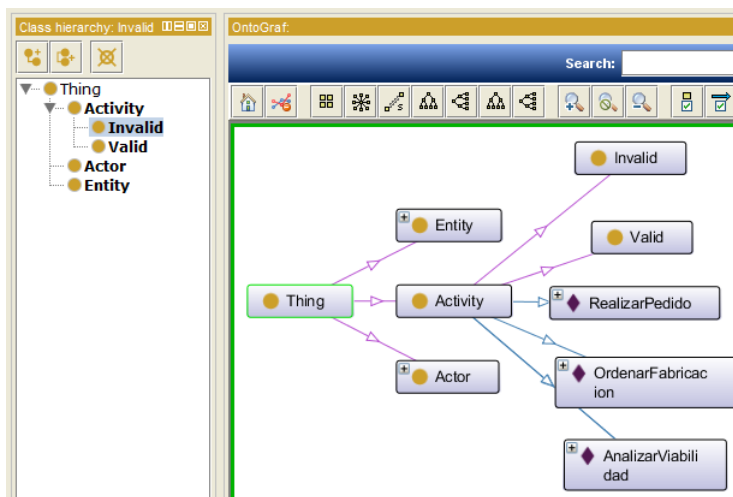 Class hierarchy: Invalid
Thing
Activity
Invalid
Valid
Actor
Entity
OntoGraf:
Search:
Invalid
Entity
Valid
Thing
Activity
RealizarPedido
Actor
OrdenarFabricac
ion
AnalizarViabili
dad